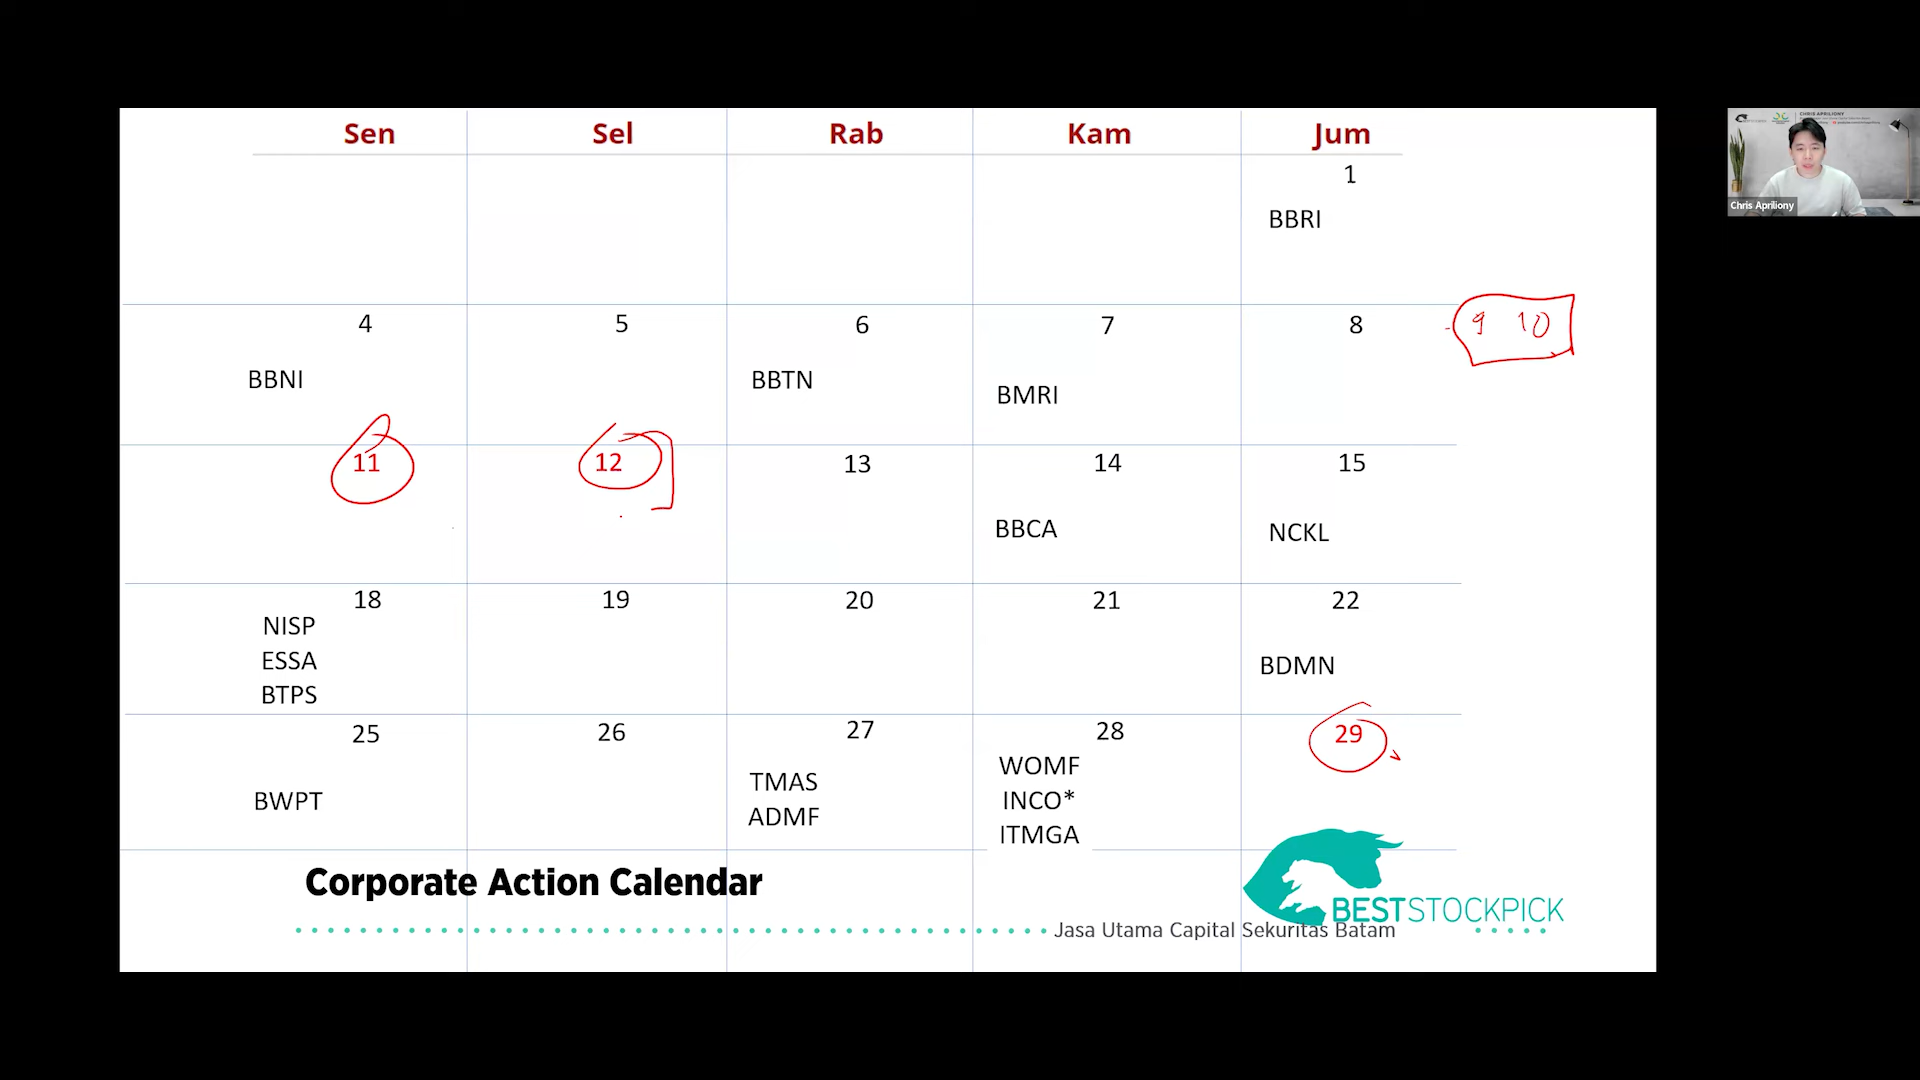 Sen Sel Rab Kam Jum
1
BBRI
4 5 6 7 8 9 10
BBNI BBTN BMRI
11 12 13 14 15
BBCA NCKL
18 19 20 21 22
NISP
ESSA BDMN
BTPS
25 26 27 28 29
WOMF
TMAS
BWPT INCO*
ADMF
ITMGA
Corporate Action Calendar
BESTSTOCKPICK
Jasa Utama Capital Sekuritas Batam
CHRIS APRILIONY
Chris Apriliony